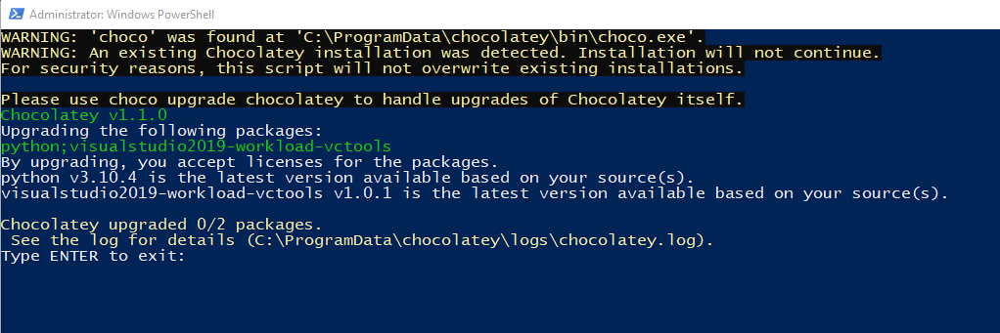 Administrator: Windows PowerShell
WARNING: 'choco' was found at 'C:\ProgramData\chocolatey\bin\choco.exe'.
WARNING: An existing Chocolatey installation was detected. Installation will not continue.
For security reasons, this script will not overwrite existing installations.
Please use choco upgrade chocolatey to handle upgrades of Chocolatey itself.
Chocolatey v1.1.0
Upgrading the following packages:
python;visualstudio2019-workload-vctools
By upgrading, you accept licenses for the packages.
python v3.10.4 is the latest version available based on your source(s).
visualstudio2019-workload-vctools v1.0.1 is the latest version available based on your source(s).
Chocolatey upgraded 0/2 packages.
See the log for details (C:\ProgramData\chocolatey\logs\chocolatey.log).
Type ENTER to exit: